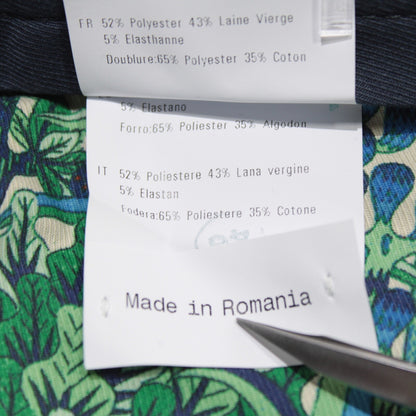 FR 52% Polyester 43% Laine Vierge
5% Elasthanne
Doublure:65% Polyester 35% Coton
5% Elastano
Forro:65% Poliester 35% Algodon
IT 52% Poliestere 43% Lana vergine
5% Elastan
Fodera:65% Poliestere 35% Cotone
Made in Romania